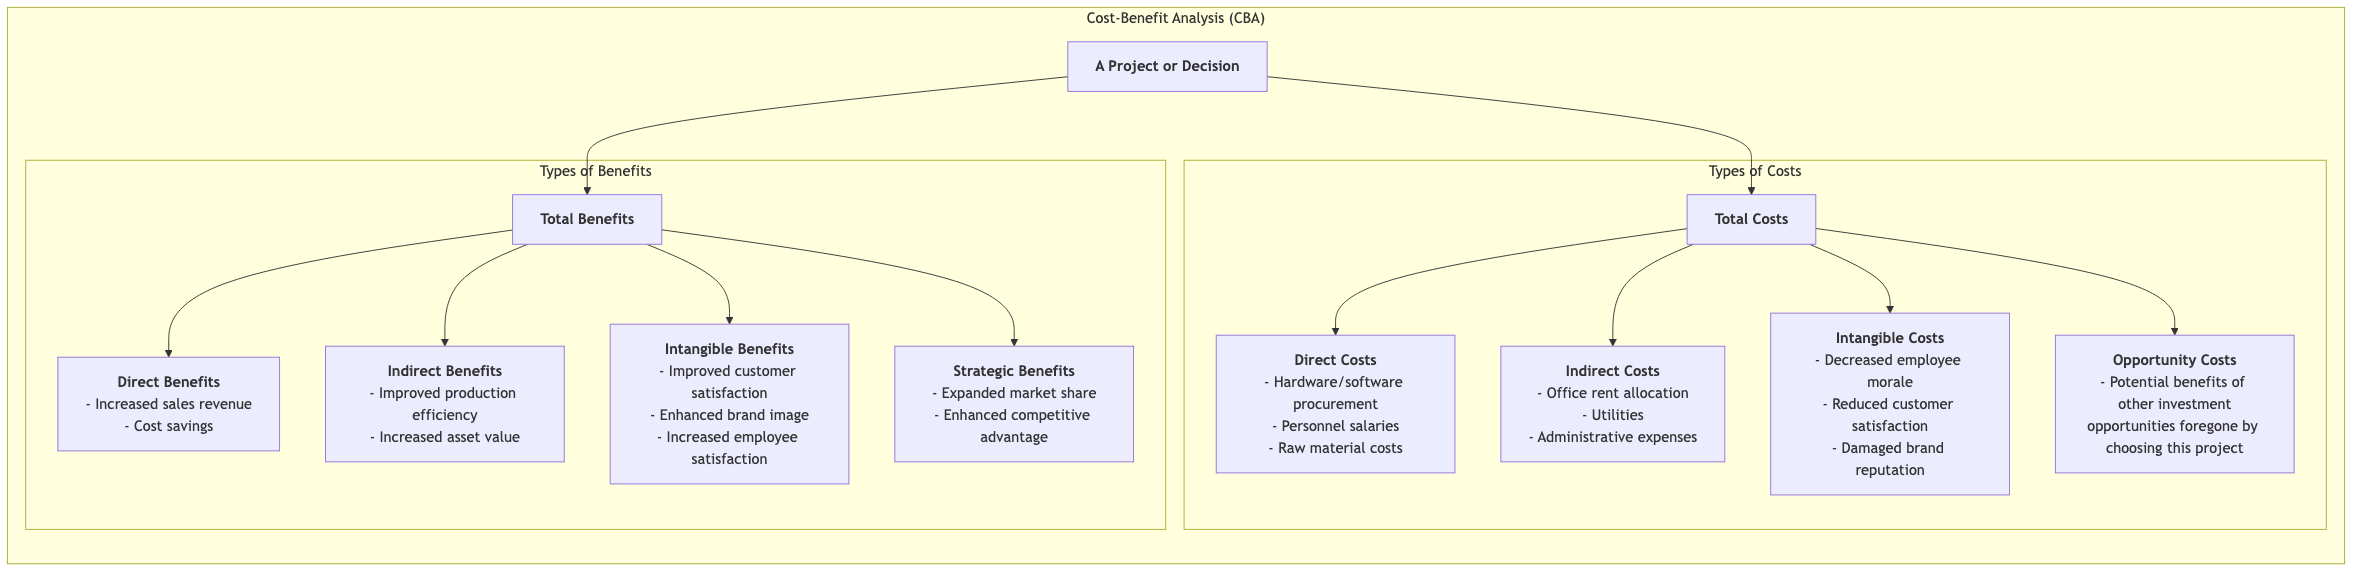 Cost-Benefit Analysis (CBA)
A Project or Decision
Types of Benefits
Total Benefits
Direct Benefits
- Increased sales revenue
- Cost savings
Indirect Benefits
- Improved production
efficiency
- Increased asset value
Intangible Benefits
- Improved customer
satisfaction
- Enhanced brand image
- Increased employee
satisfaction
Strategic Benefits
- Expanded market share
- Enhanced competitive
advantage
Types of Costs
Total Costs
Direct Costs
- Hardware/software
procurement
- Personnel salaries
- Raw material costs
Indirect Costs
- Office rent allocation
- Utilities
- Administrative expenses
Intangible Costs
- Decreased employee
morale
- Reduced customer
satisfaction
- Damaged brand
reputation
Opportunity Costs
- Potential benefits of
other investment
opportunities foregone by
choosing this project